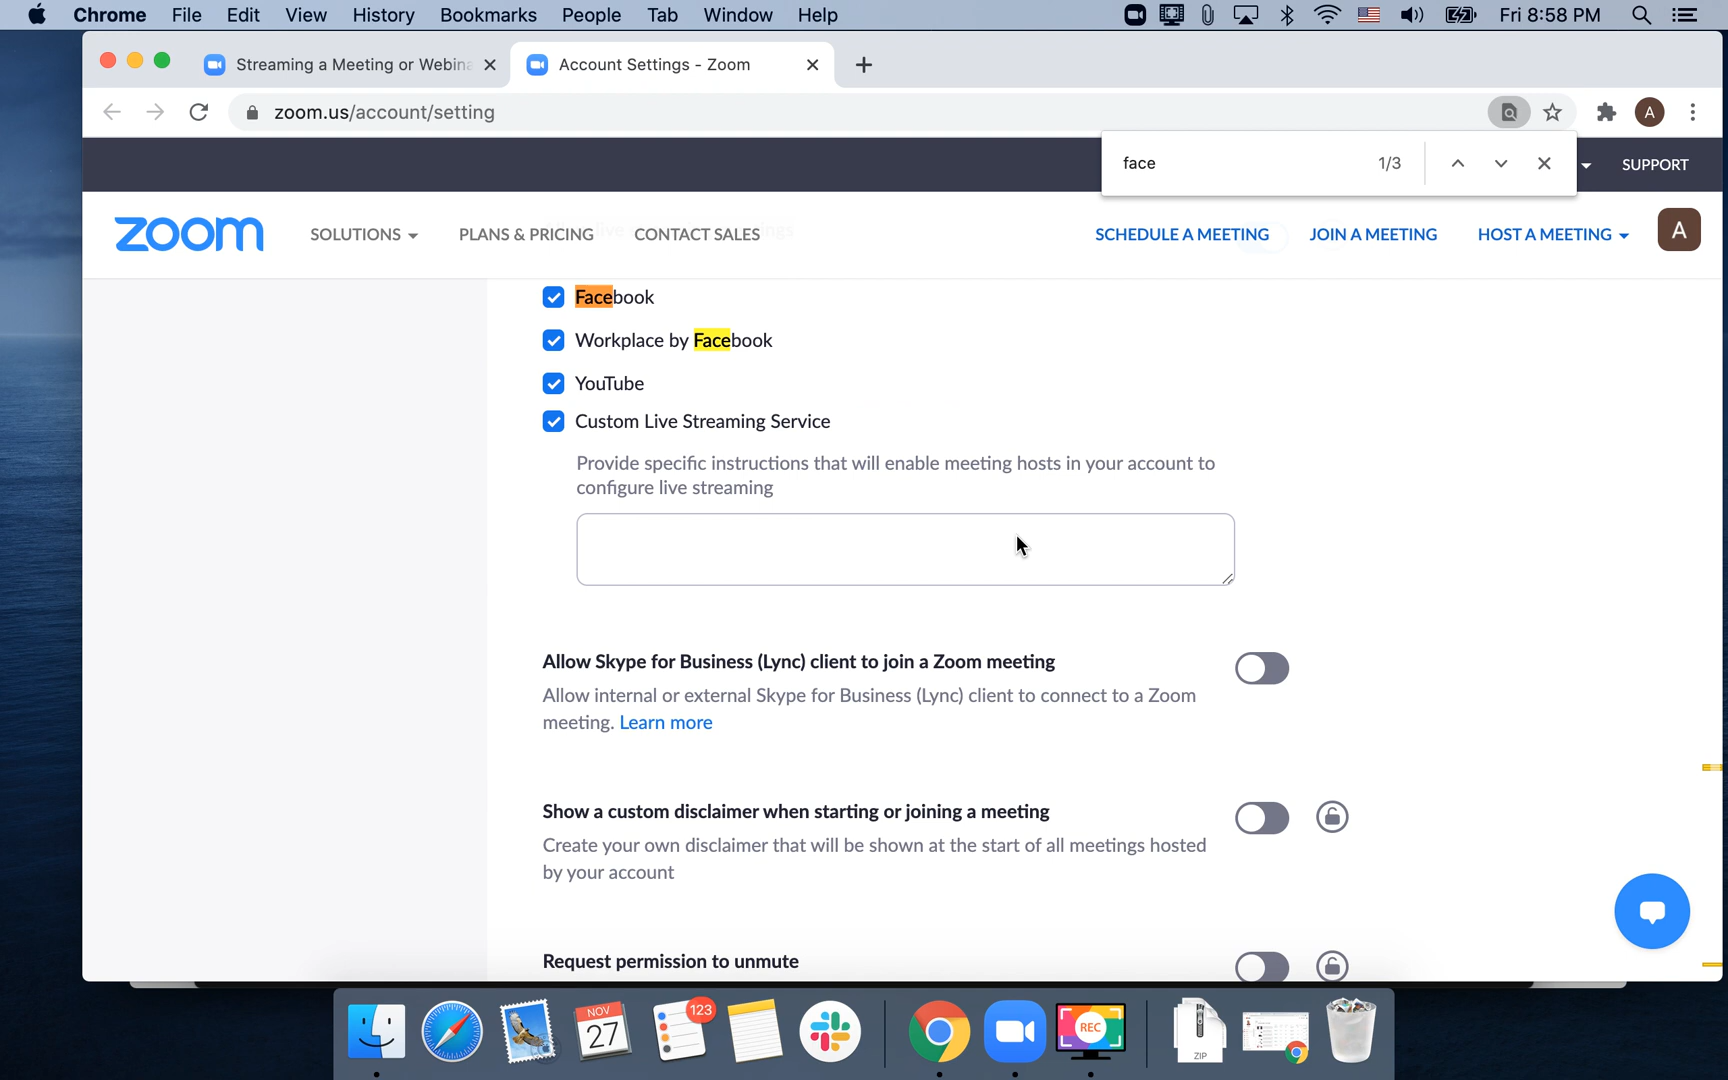 Chrome File Edit View History Bookmarks People Tab Window Help Fri 8:58 PM
Streaming a Meeting or Webina Account Settings - Zoom
zoom.us/account/setting A
face 1/3
SUPPORT
zoom SOLUTIONS PLANS & PRICING CONTACT SALES SCHEDULE A MEETING JOIN A MEETING HOST A MEETING A
Facebook
Workplace by Facebook
YouTube
Custom Live Streaming Service
Provide specific instructions that will enable meeting hosts in your account to
configure live streaming
Allow Skype for Business (Lync) client to join a Zoom meeting
Allow internal or external Skype for Business (Lync) client to connect to a Zoom
meeting. Learn more
Show a custom disclaimer when starting or joining a meeting
Create your own disclaimer that will be shown at the start of all meetings hosted
by your account
Request permission to unmute
NOV
27
123
REC
ZIP